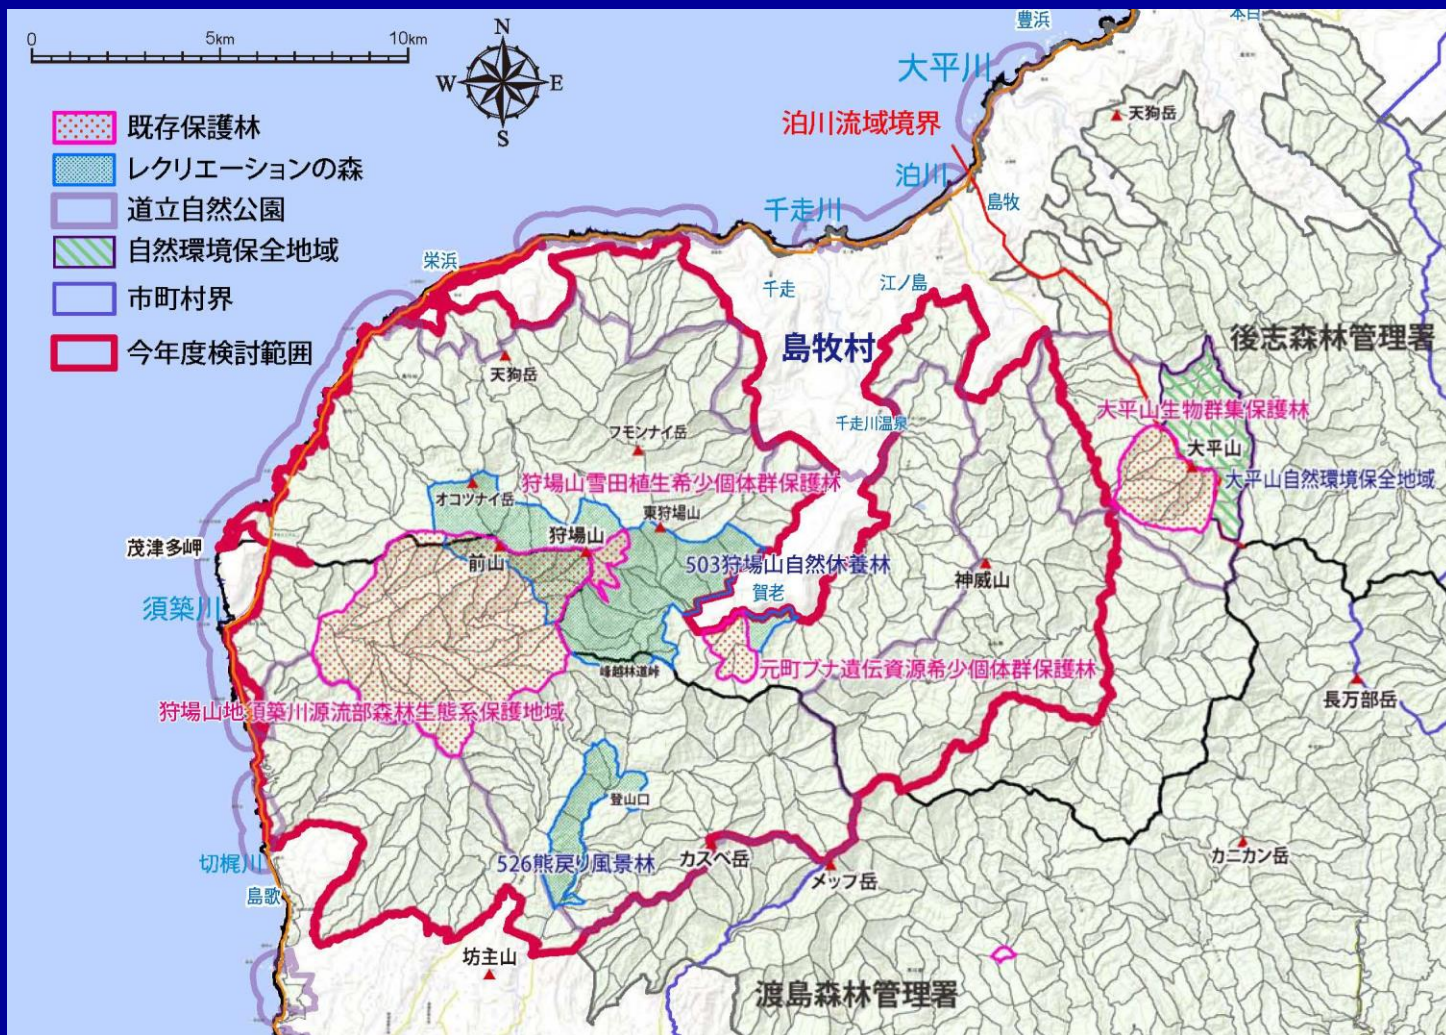 0
5km
10km
N
W
E
S
既存保護林
レクリエーションの森
道立自然公園
自然環境保全地域
市町村界
今年度検討範囲
豊浜
本目
大平川
天狗岳
泊川流域境界
泊川
島牧
千走川
栄浜
千走
江ノ島
島牧村
後志森林管理署
天狗岳
千走川温泉
大平山生物群集保護林
フモンナイ岳
大平山
大平山自然環境保全地域
狩場山雪田植生希少個体群保護林
オコツナイ岳
東狩場山
狩場山
茂津多岬
前山
503狩場山自然休養林
神威山
賀老
須築川
峰越林道峠
元町ブナ遺伝資源希少個体群保護林
長万部岳
狩場山地須築川源流部森林生態系保護地域
登山口
切梶川
526熊戻り風景林
カスベ岳
メップ岳
カニカン岳
島歌
坊主山
渡島森林管理署